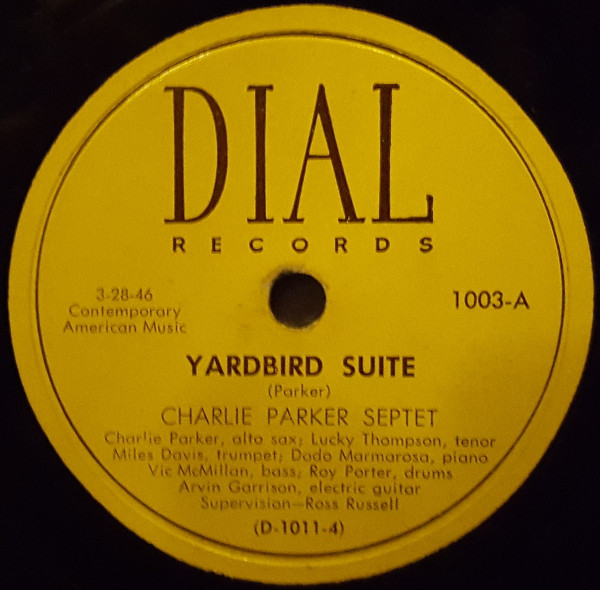 DIAL
RECORDS
3-28-46
Contemporary
American Music
1003-A
YARDBIRD SUITE
(Parker)
CHARLIE PARKER SEPTET
Charlie Parker, alto sax; Lucky Thompson, tenor
Miles Davis, trumpet; Dodo Marmarosa, piano
Vic McMillan, bass; Roy Porter, drums
Arvin Garrison, electric guitar
Supervision—Ross Russell
(D-1011-4)